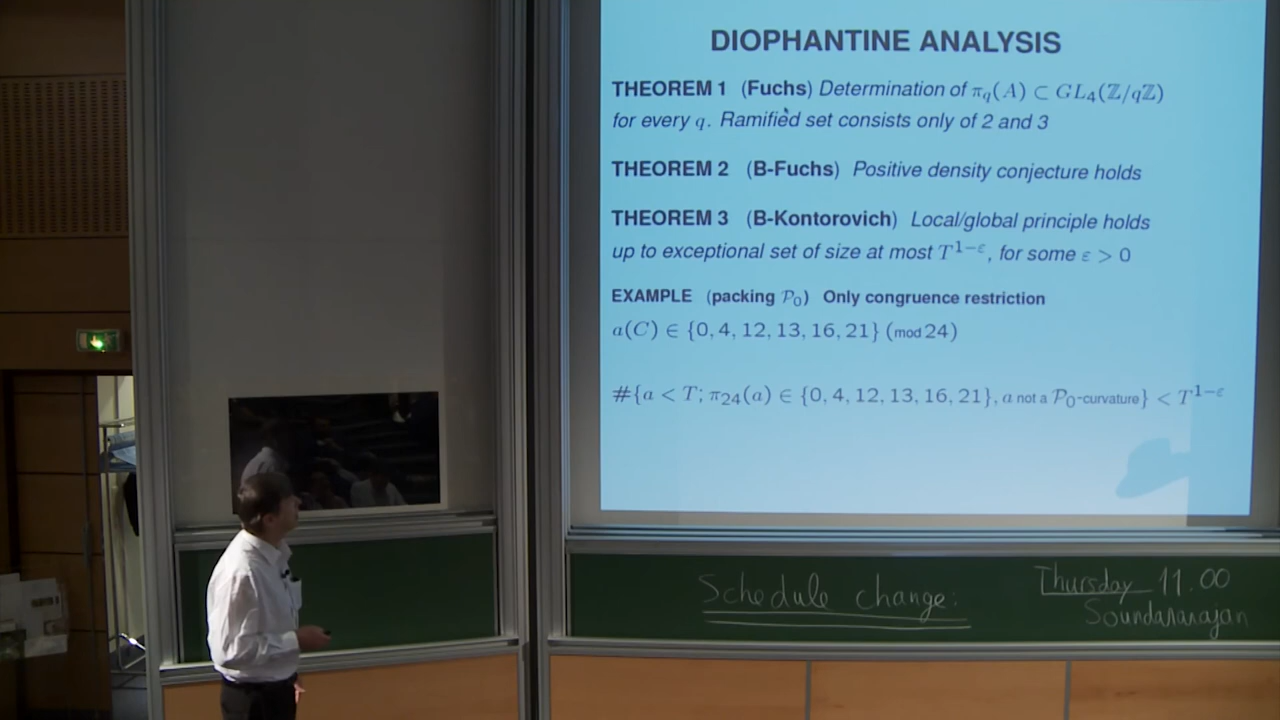 DIOPHANTINE ANALYSIS
THEOREM 1 (Fuchs) Determination of π_q(A) ⊂ GL_4(ℤ/qℤ)
for every q. Ramified set consists only of 2 and 3
THEOREM 2 (B-Fuchs) Positive density conjecture holds
THEOREM 3 (B-Kontorovich) Local/global principle holds
up to exceptional set of size at most T^{1−ε}, for some ε > 0
EXAMPLE (packing 𝒫_0) Only congruence restriction
a(C) ∈ {0, 4, 12, 13, 16, 21} (mod 24)
#{a < T; π_{24}(a) ∈ {0, 4, 12, 13, 16, 21}, a not a 𝒫_0-curvature} < T^{1−ε}
Schedule change:
Thursday 11.00
Soundararayan